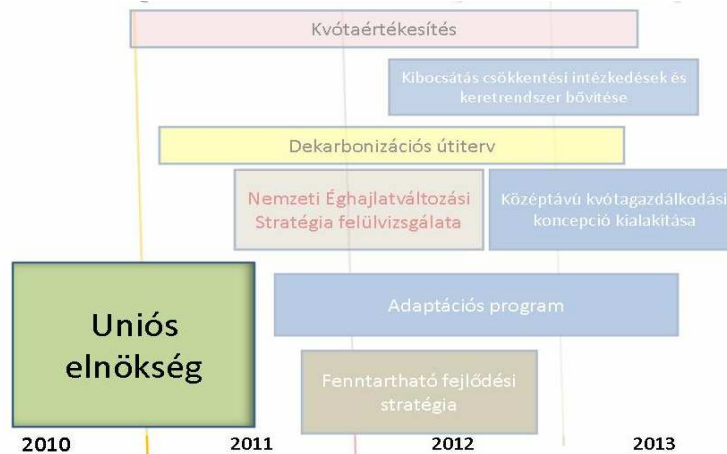 Kvótaértékesítés
Kibocsátás csökkentési intézkedések és
keretrendszer bővítése
Dekarbonizációs útiterv
Nemzeti Éghajlatváltozási
Stratégia felülvizsgálata
Középtávú kvótagazdálkodási
koncepció kialakítása
Uniós
elnökség
Adaptációs program
Fenntartható fejlődési
stratégia
2010 2011 2012 2013